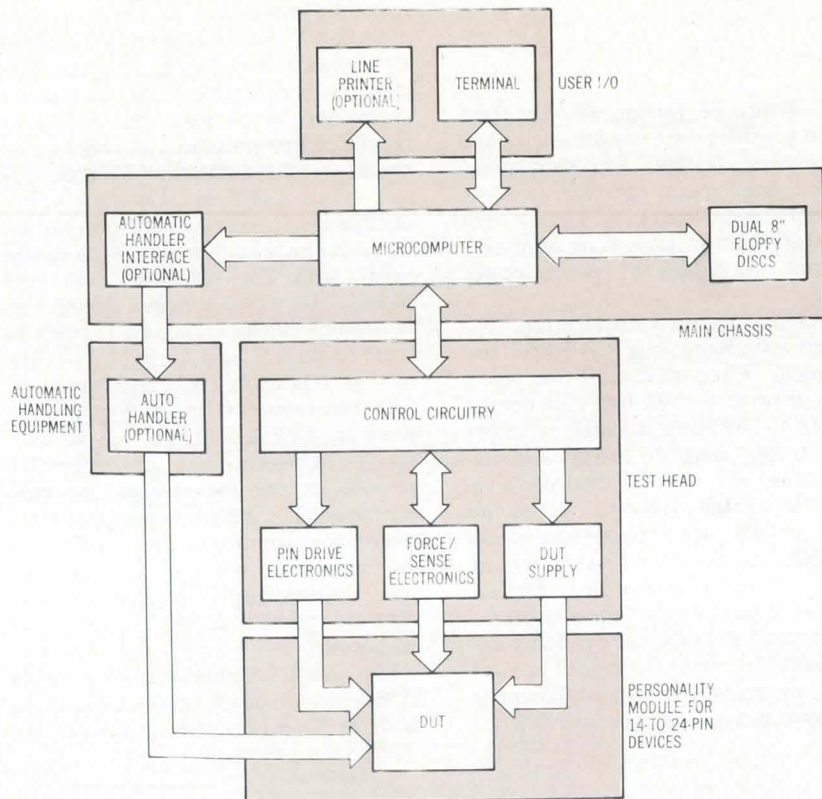 LINE
PRINTER
(OPTIONAL)
TERMINAL
USER I/O
AUTOMATIC
HANDLER
INTERFACE
(OPTIONAL)
MICROCOMPUTER
DUAL 8"
FLOPPY
DISCS
MAIN CHASSIS
AUTOMATIC
HANDLING
EQUIPMENT
AUTO
HANDLER
(OPTIONAL)
CONTROL CIRCUITRY
TEST HEAD
PIN DRIVE
ELECTRONICS
FORCE/
SENSE
ELECTRONICS
DUT
SUPPLY
DUT
PERSONALITY
MODULE FOR
14-TO 24-PIN
DEVICES